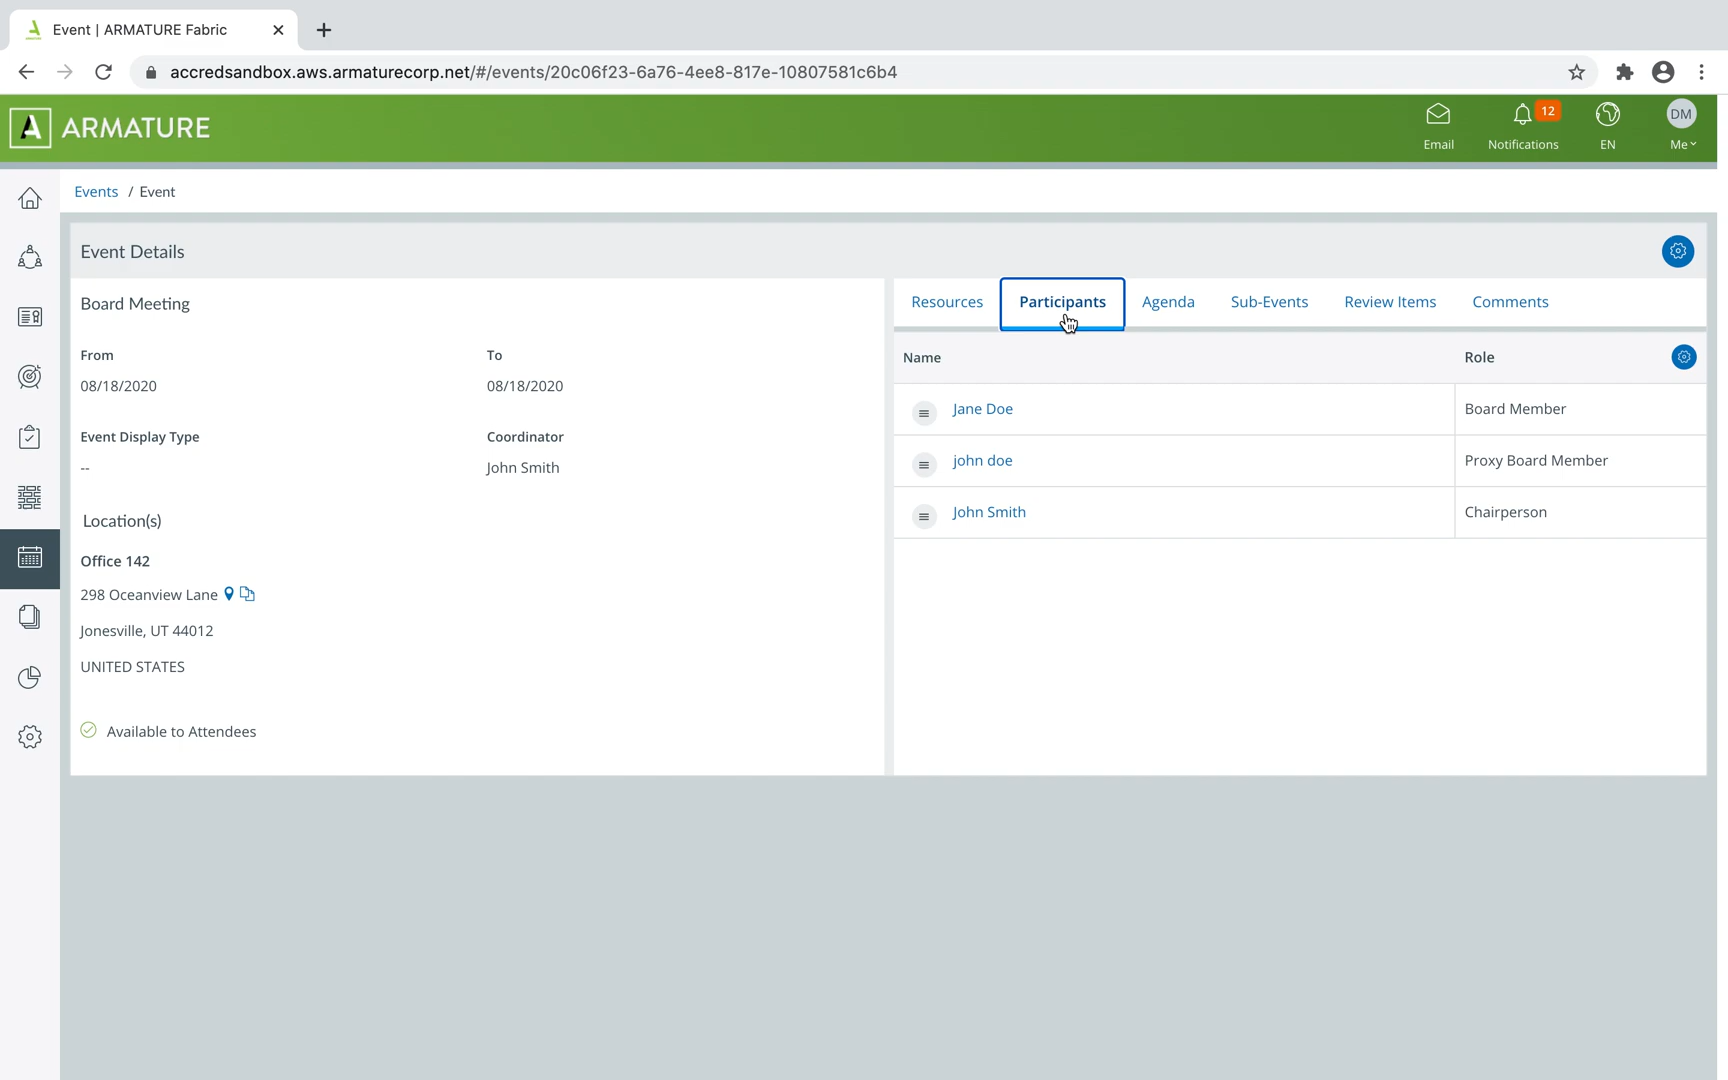 Event | ARMATURE Fabric
accredsandbox.aws.armaturecorp.net/#/events/20c06f23-6a76-4ee8-817e-10807581c6b4
A ARMATURE
Email
12
Notifications
EN
DM
Me
Events / Event
Event Details
Board Meeting
From
08/18/2020
To
08/18/2020
Event Display Type
--
Coordinator
John Smith
Location(s)
Office 142
298 Oceanview Lane
Jonesville, UT 44012
UNITED STATES
Available to Attendees
Resources Participants Agenda Sub-Events Review Items Comments
Name Role
Jane Doe Board Member
john doe Proxy Board Member
John Smith Chairperson